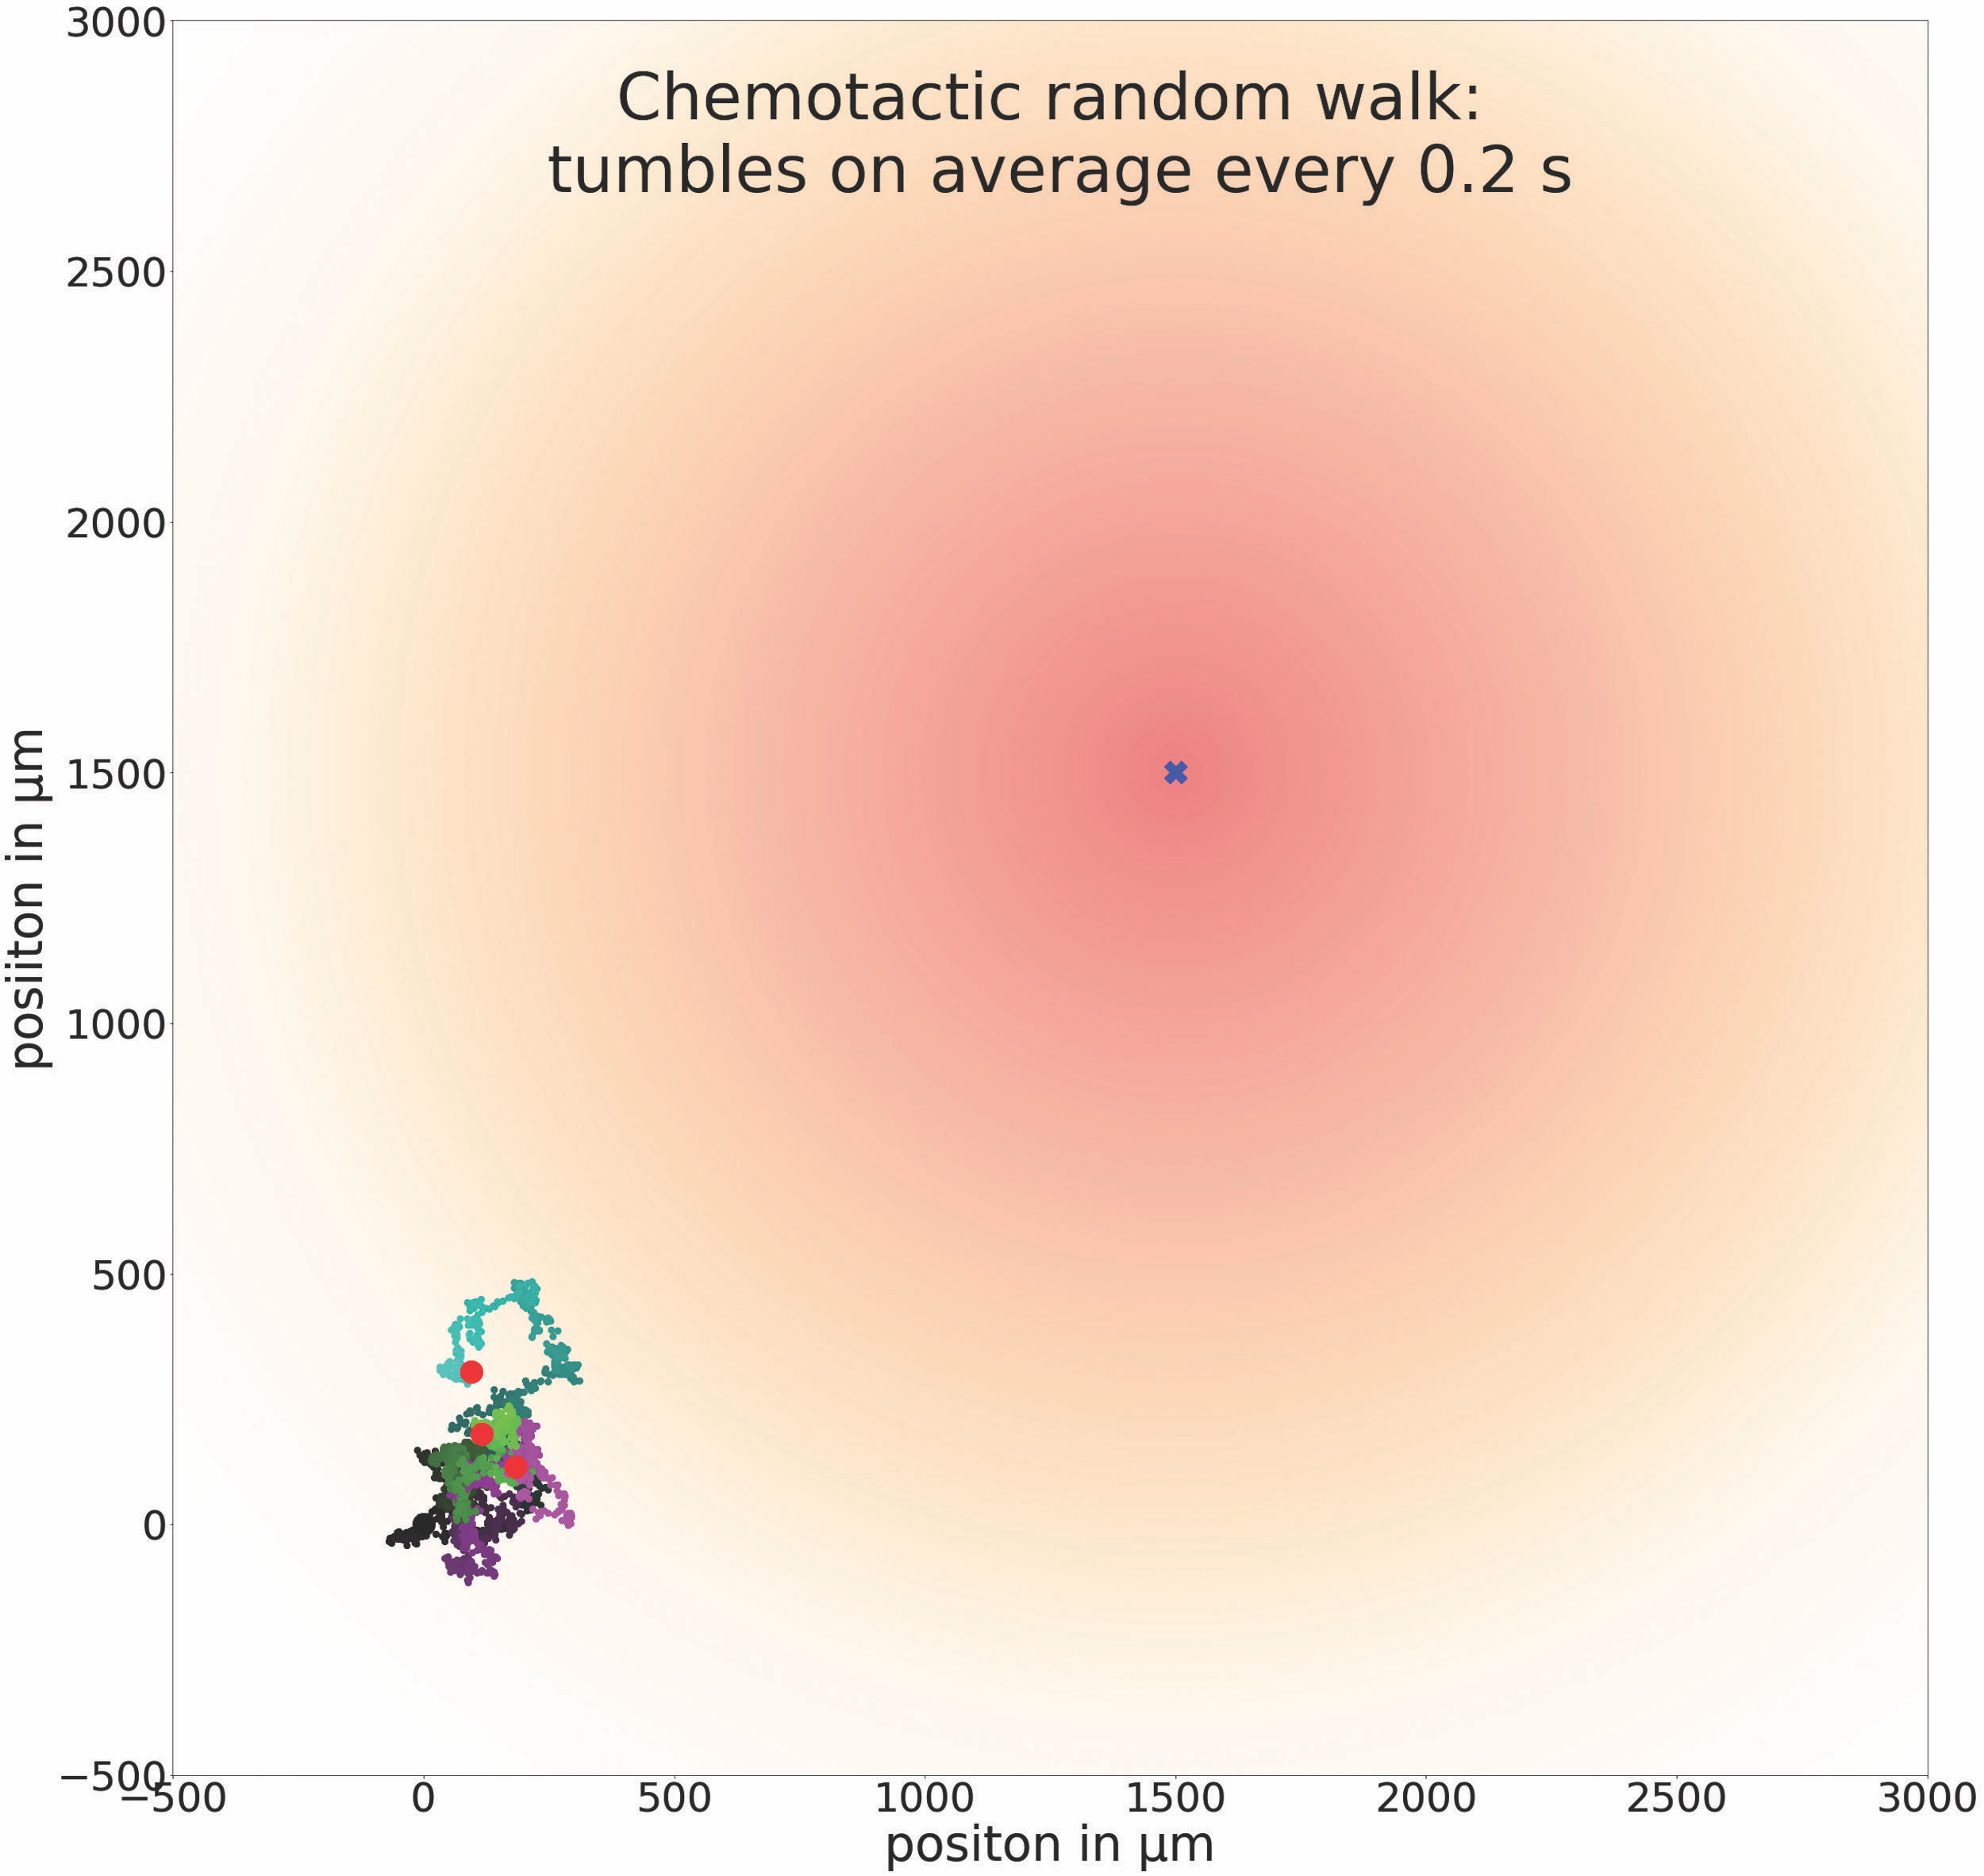 Chemotactic random walk:
tumbles on average every 0.2 s
3000
2500
2000
1500
1000
500
0
−500
posiiton in µm
−500 0 500 1000 1500 2000 2500 3000
positon in µm